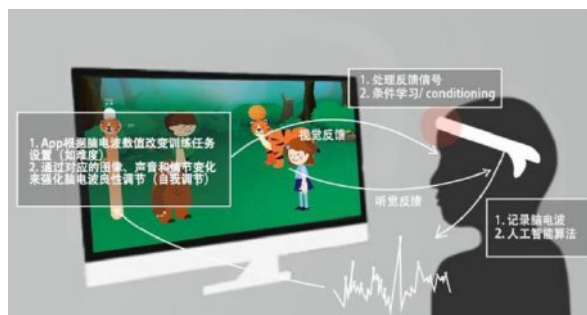 1. 处理反馈信号
2. 条件学习/ conditioning
1. App根据脑电波数值改变训练任务
设置（如难度）
2. 通过对应的图像、声音和情节变化
来强化脑电波良性调节（自我调节）
视觉反馈
听觉反馈
1. 记录脑电波
2. 人工智能算法